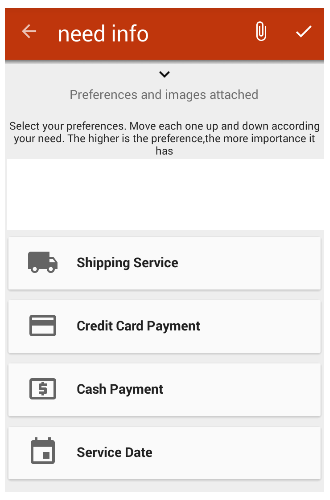 need info
Preferences and images attached
Select your preferences. Move each one up and down according
your need. The higher is the preference,the more importance it
has
Shipping Service
Credit Card Payment
Cash Payment
Service Date